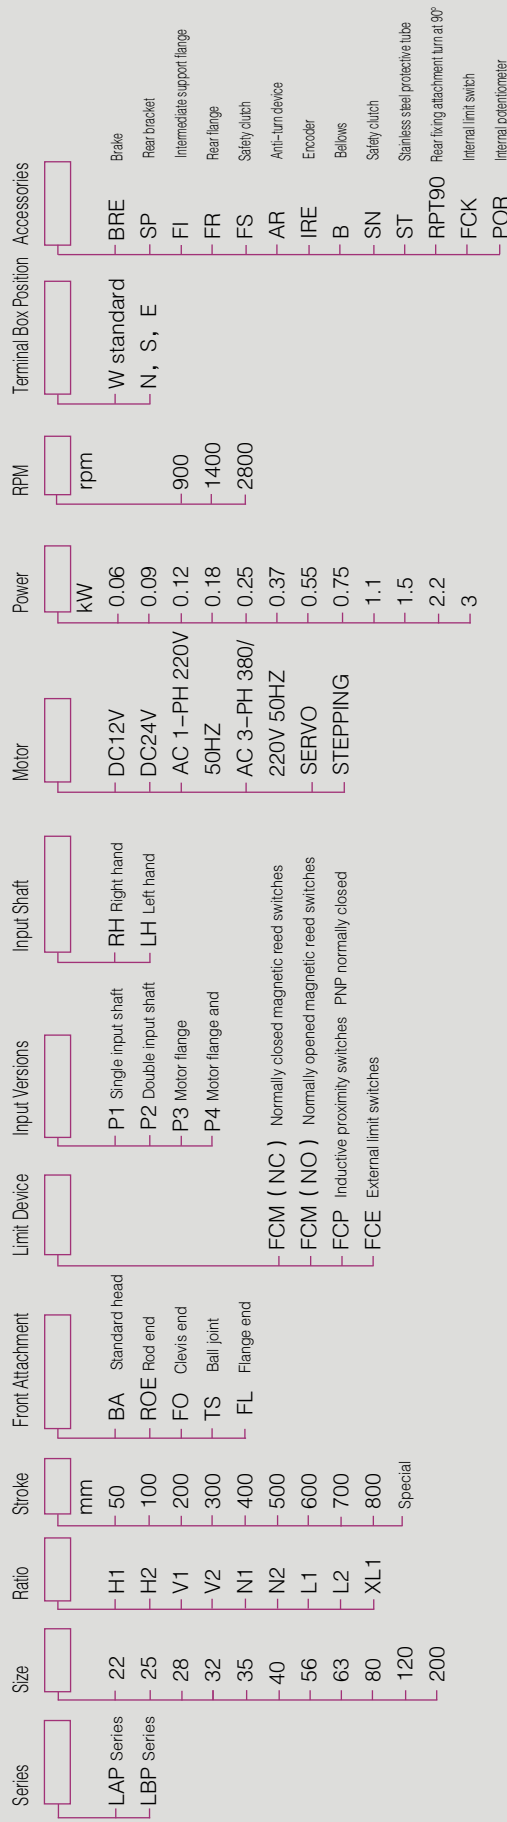 Series
LAP Series
LBP Series
Size
22
25
28
32
35
40
56
63
80
120
200
Ratio
H1
H2
V1
V2
N1
N2
L1
L2
XL1
Stroke
mm
50
100
200
300
400
500
600
700
800
Special
Front Attachment
BA Standard head
ROE Rod end
FO Clevis end
TS Ball joint
FL Flange end
Limit Device
FCM ( NC ) Normally closed magnetic reed switches
FCM ( NO ) Normally opened magnetic reed switches
FCP Inductive proximity switches PNP normally closed
FCE External limit switches
Input Versions
P1 Single input shaft
P2 Double input shaft
P3 Motor flange
P4 Motor flange and
Input Shaft
RH Right hand
LH Left hand
Motor
DC12V
DC24V
AC 1-PH 220V
50HZ
AC 3-PH 380/
220V 50HZ
SERVO
STEPPING
Power
kW
0.06
0.09
0.12
0.18
0.25
0.37
0.55
0.75
1.1
1.5
2.2
3
RPM
rpm
900
1400
2800
Terminal Box Position
W standard
N, S, E
Accessories
BRE Brake
SP Rear bracket
FI Intermediate support flange
FR Rear flange
FS Safety clutch
AR Anti-turn device
IRE Encoder
B Bellows
SN Safety clutch
ST Stainless steel protective tube
RPT90 Rear fixing attachment turn at 90°
FCK Internal limit switch
POR Internal potentiometer